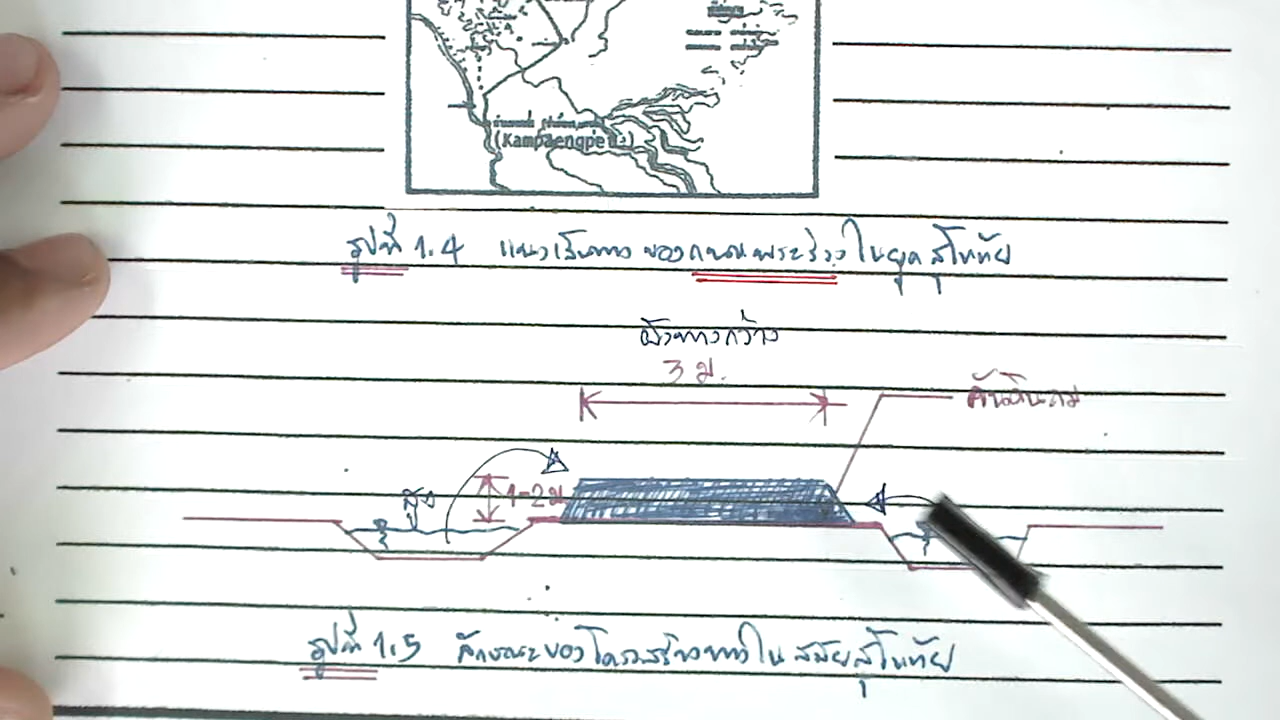 (Kampaengpet)
รูปที่ 1.4 แนวเส้นทาง ของถนนพระร่วง ในยุค สุโขทัย
ผิวทางกว้าง
3 ม.
คันดินถม
สูง 1-2 ม
รูปที่ 1.5 ลักษณะของโครงสร้างทางใน สมัยสุโขทัย